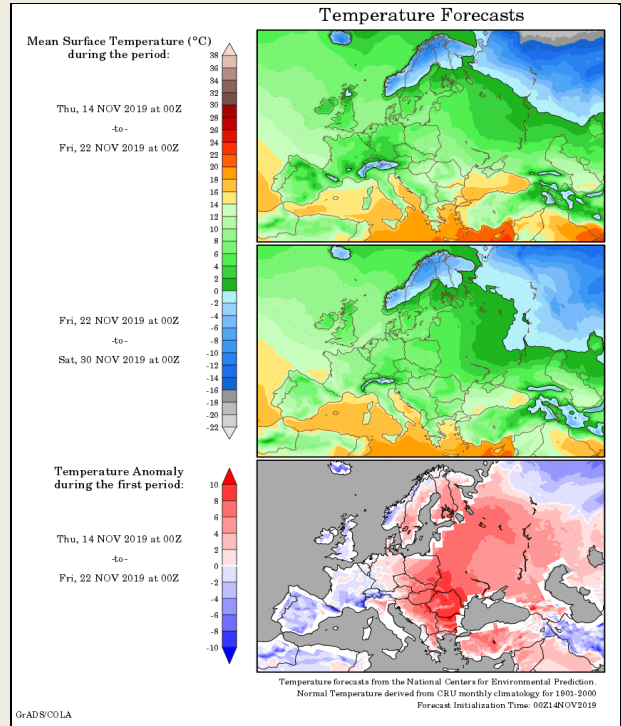 Temperature Forecasts
Mean Surface Temperature (°C)
during the period:
Thu, 14 NOV 2019 at 00Z
-to-
Fri, 22 NOV 2019 at 00Z
38
36
34
32
30
28
26
24
22
20
18
16
14
12
10
8
6
4
2
0
-2
-4
-6
-8
-10
-12
-14
-16
-18
-20
-22
Fri, 22 NOV 2019 at 00Z
-to-
Sat, 30 NOV 2019 at 00Z
Temperature Anomaly
during the first period:
Thu, 14 NOV 2019 at 00Z
-to-
Fri, 22 NOV 2019 at 00Z
10
8
6
4
2
0
-2
-4
-6
-8
-10
Temperature forecasts from the National Centers for Environmental Prediction.
Normal Temperature derived from CRU monthly climatology for 1901-2000
Forecast Initialization Time: 00Z14NOV2019
GrADS/COLA